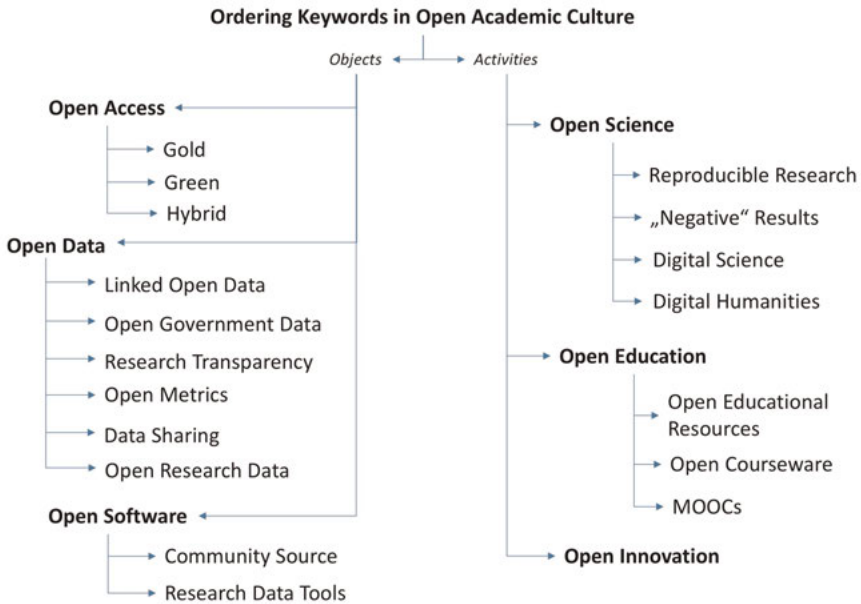 Ordering Keywords in Open Academic Culture
Objects
Activities
Open Access
Gold
Green
Hybrid
Open Data
Linked Open Data
Open Government Data
Research Transparency
Open Metrics
Data Sharing
Open Research Data
Open Software
Community Source
Research Data Tools
Open Science
Reproducible Research
„Negative“ Results
Digital Science
Digital Humanities
Open Education
Open Educational
Resources
Open Courseware
MOOCs
Open Innovation